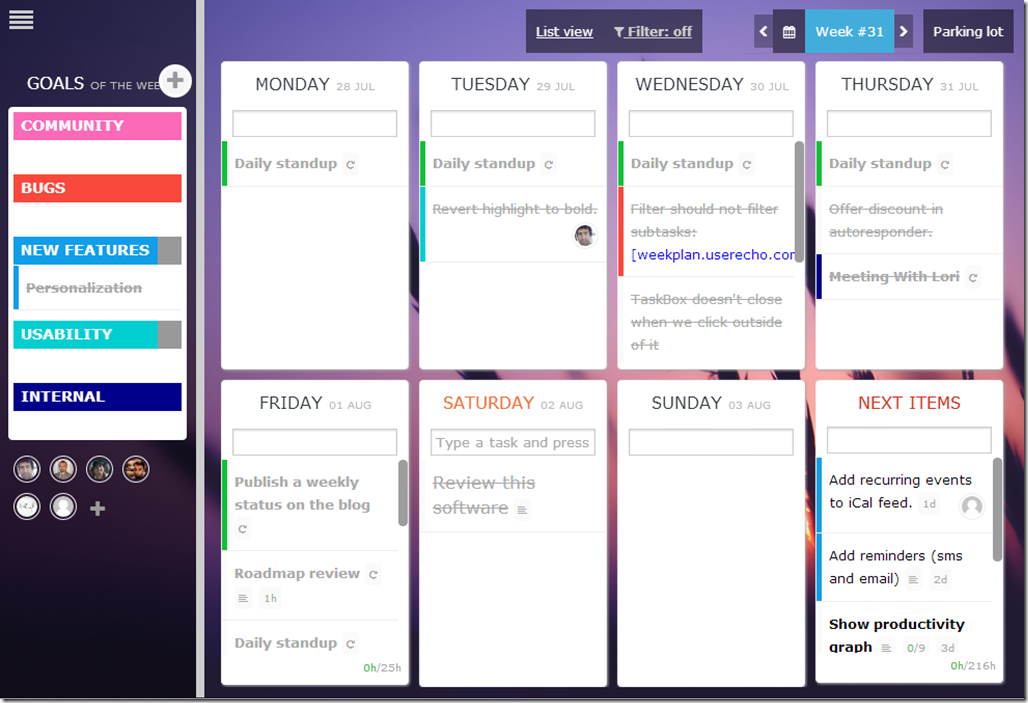 List view
Filter: off
Week #31
Parking lot
GOALS OF THE WEE
COMMUNITY
BUGS
NEW FEATURES
Personalization
USABILITY
INTERNAL
MONDAY 28 JUL
Daily standup
TUESDAY 29 JUL
Daily standup
Revert highlight to bold.
WEDNESDAY 30 JUL
Daily standup
Filter should not filter
subtasks:
[weekplan.userecho.com
TaskBox doesn't close
when we click outside
of it
THURSDAY 31 JUL
Daily standup
Offer discount in
autoresponder.
Meeting With Lori
FRIDAY 01 AUG
Publish a weekly
status on the blog
Roadmap review
1h
Daily standup
0h/25h
SATURDAY 02 AUG
Type a task and press
Review this
software
SUNDAY 03 AUG
NEXT ITEMS
Add recurring events
to iCal feed. 1d
Add reminders (sms
and email) 2d
Show productivity
graph 0/9 3d
0h/216h